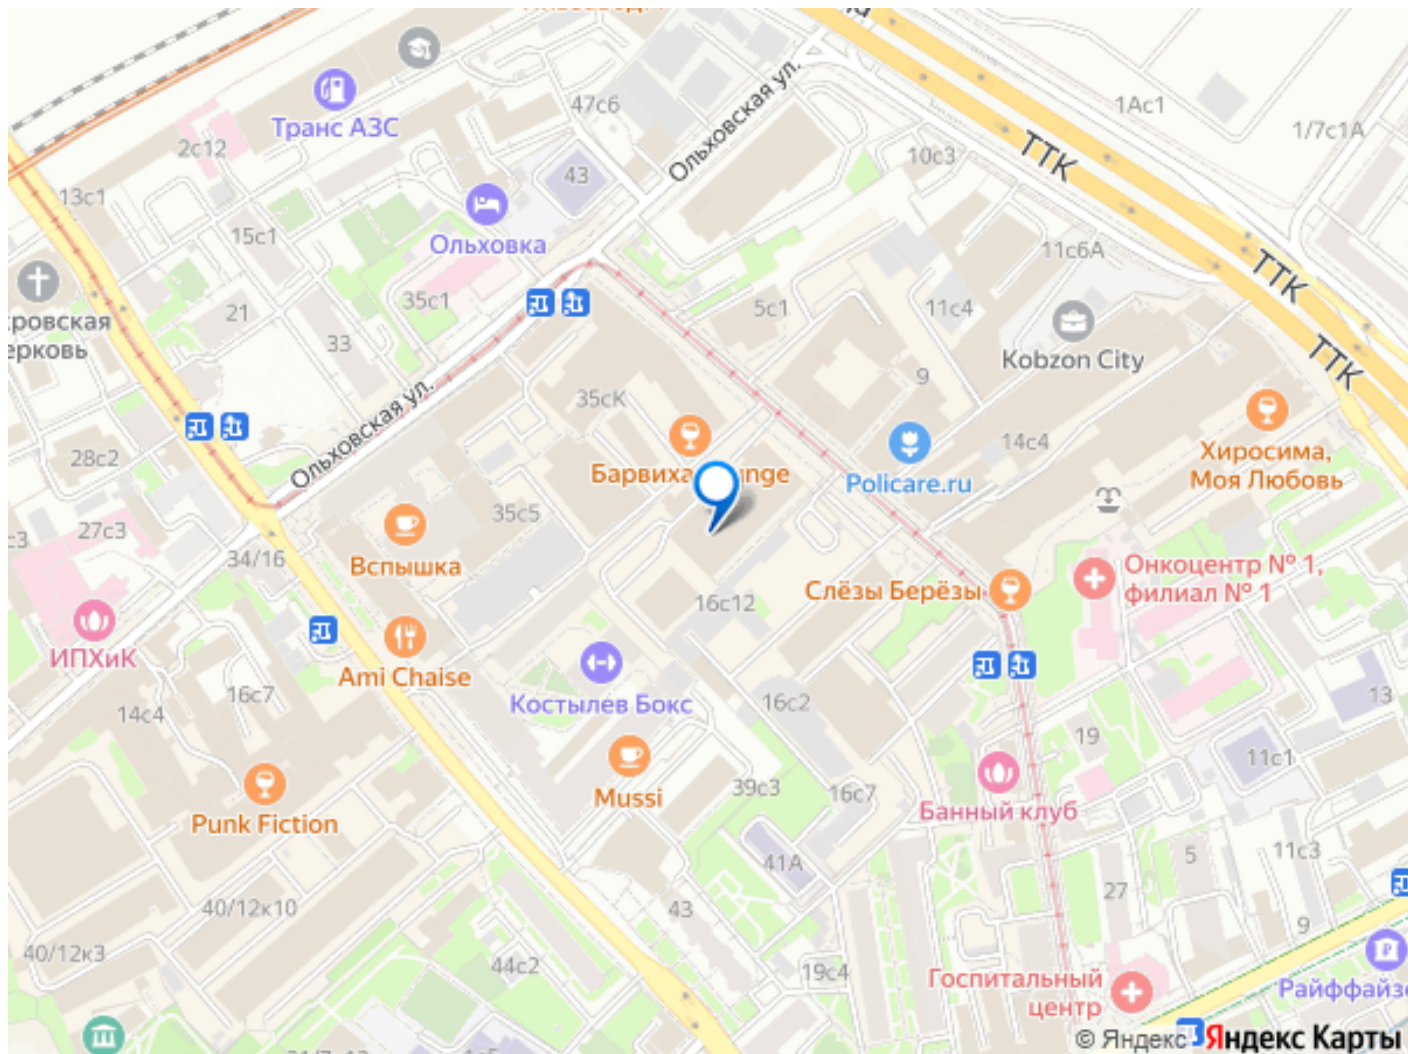 Транс АЗС
47с6
Ольховская ул.
1Ас1
1/7с1А
2с12
ТТК
10с3
43
13с1
Ольховка
15с1
11с6А
ТТК
35с1
21
5с1
11с4
Kobzon City
33
ТТК
9
35сК
Ольховская ул.
14с4
Хиросима,
Моя Любовь
28с2
Policare.ru
35с5
27с3
34/16
Вспышка
Онкоцентр № 1,
филиал № 1
16с12
Слёзы Берёзы
ИПХиК
Ami Chaise
16с7
14с4
Костылев Бокс
16с2
13
19
11с1
39с3
Mussi
16с7
Банный клуб
Punk Fiction
41А
5
11с3
27
40/12к10
43
9
40/12к3
44с2
19с4
Госпитальный
центр
© Яндекс
Яндекс Карты